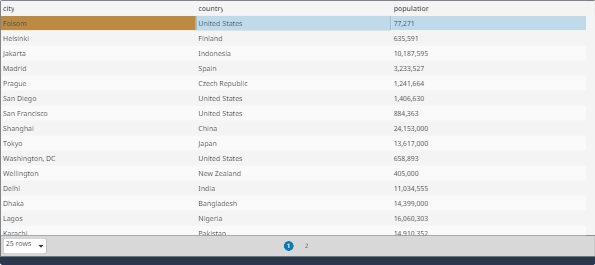 city country population
Folsom United States 77,271
Helsinki Finland 635,591
Jakarta Indonesia 10,187,595
Madrid Spain 3,233,527
Prague Czech Republic 1,241,664
San Diego United States 1,406,630
San Francisco United States 884,363
Shanghai China 24,153,000
Tokyo Japan 13,617,000
Washington, DC United States 658,893
Wellington New Zealand 405,000
Delhi India 11,034,555
Dhaka Bangladesh 14,399,000
Lagos Nigeria 16,060,303
Karachi Pakistan 14,910,352
25 rows 1 2